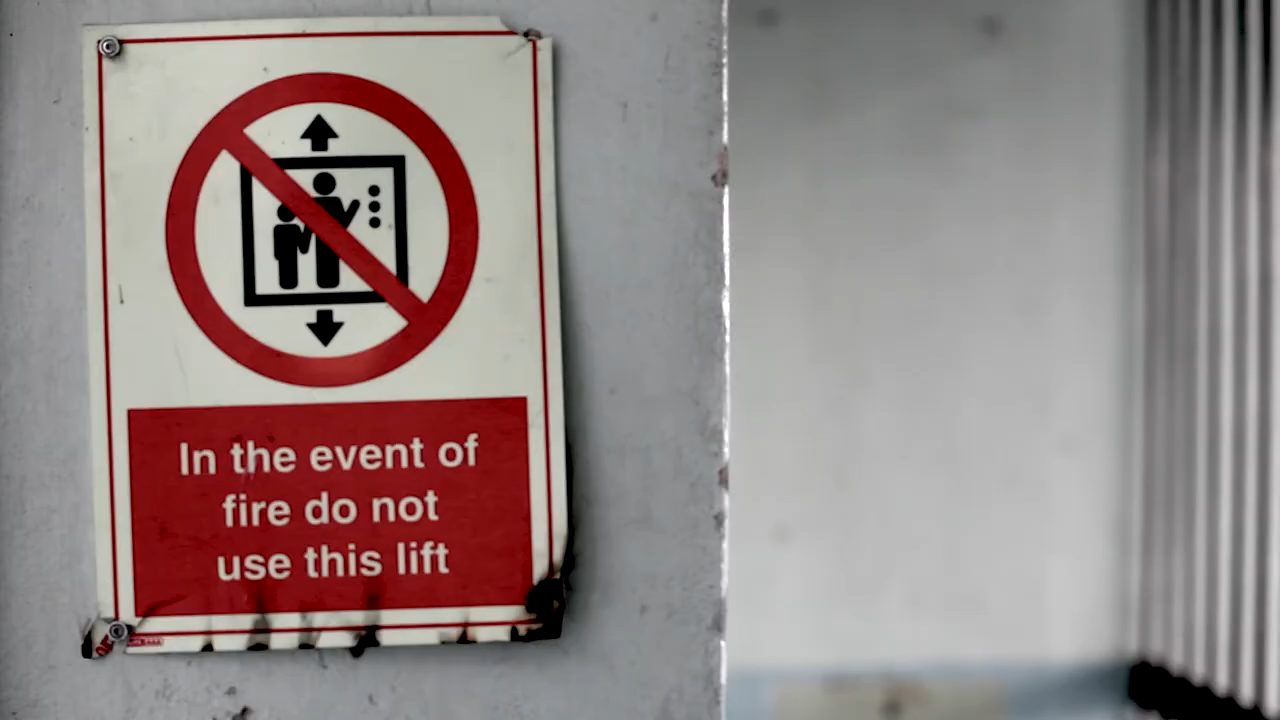 In the event of
fire do not
use this lift